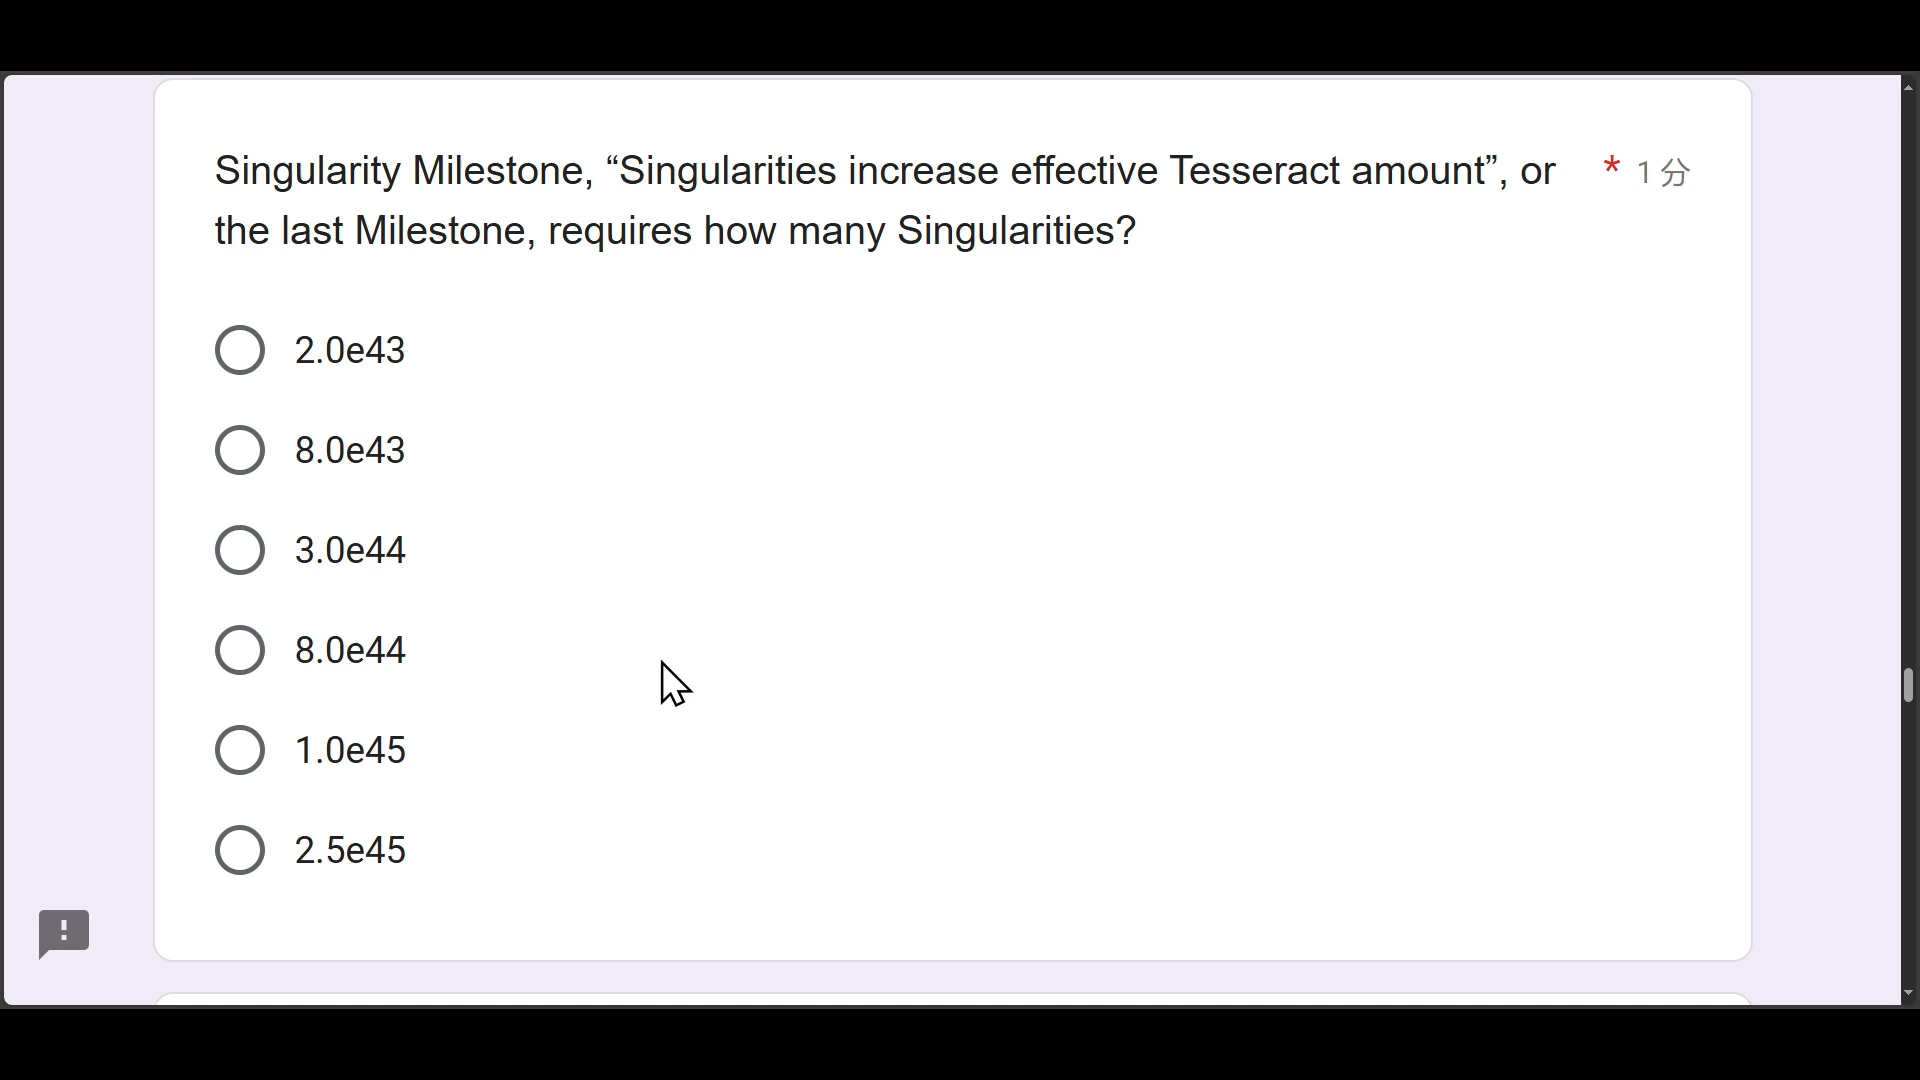 Singularity Milestone, “Singularities increase effective Tesseract amount”, or * 1 分
the last Milestone, requires how many Singularities?
2.0e43
8.0e43
3.0e44
8.0e44
1.0e45
2.5e45